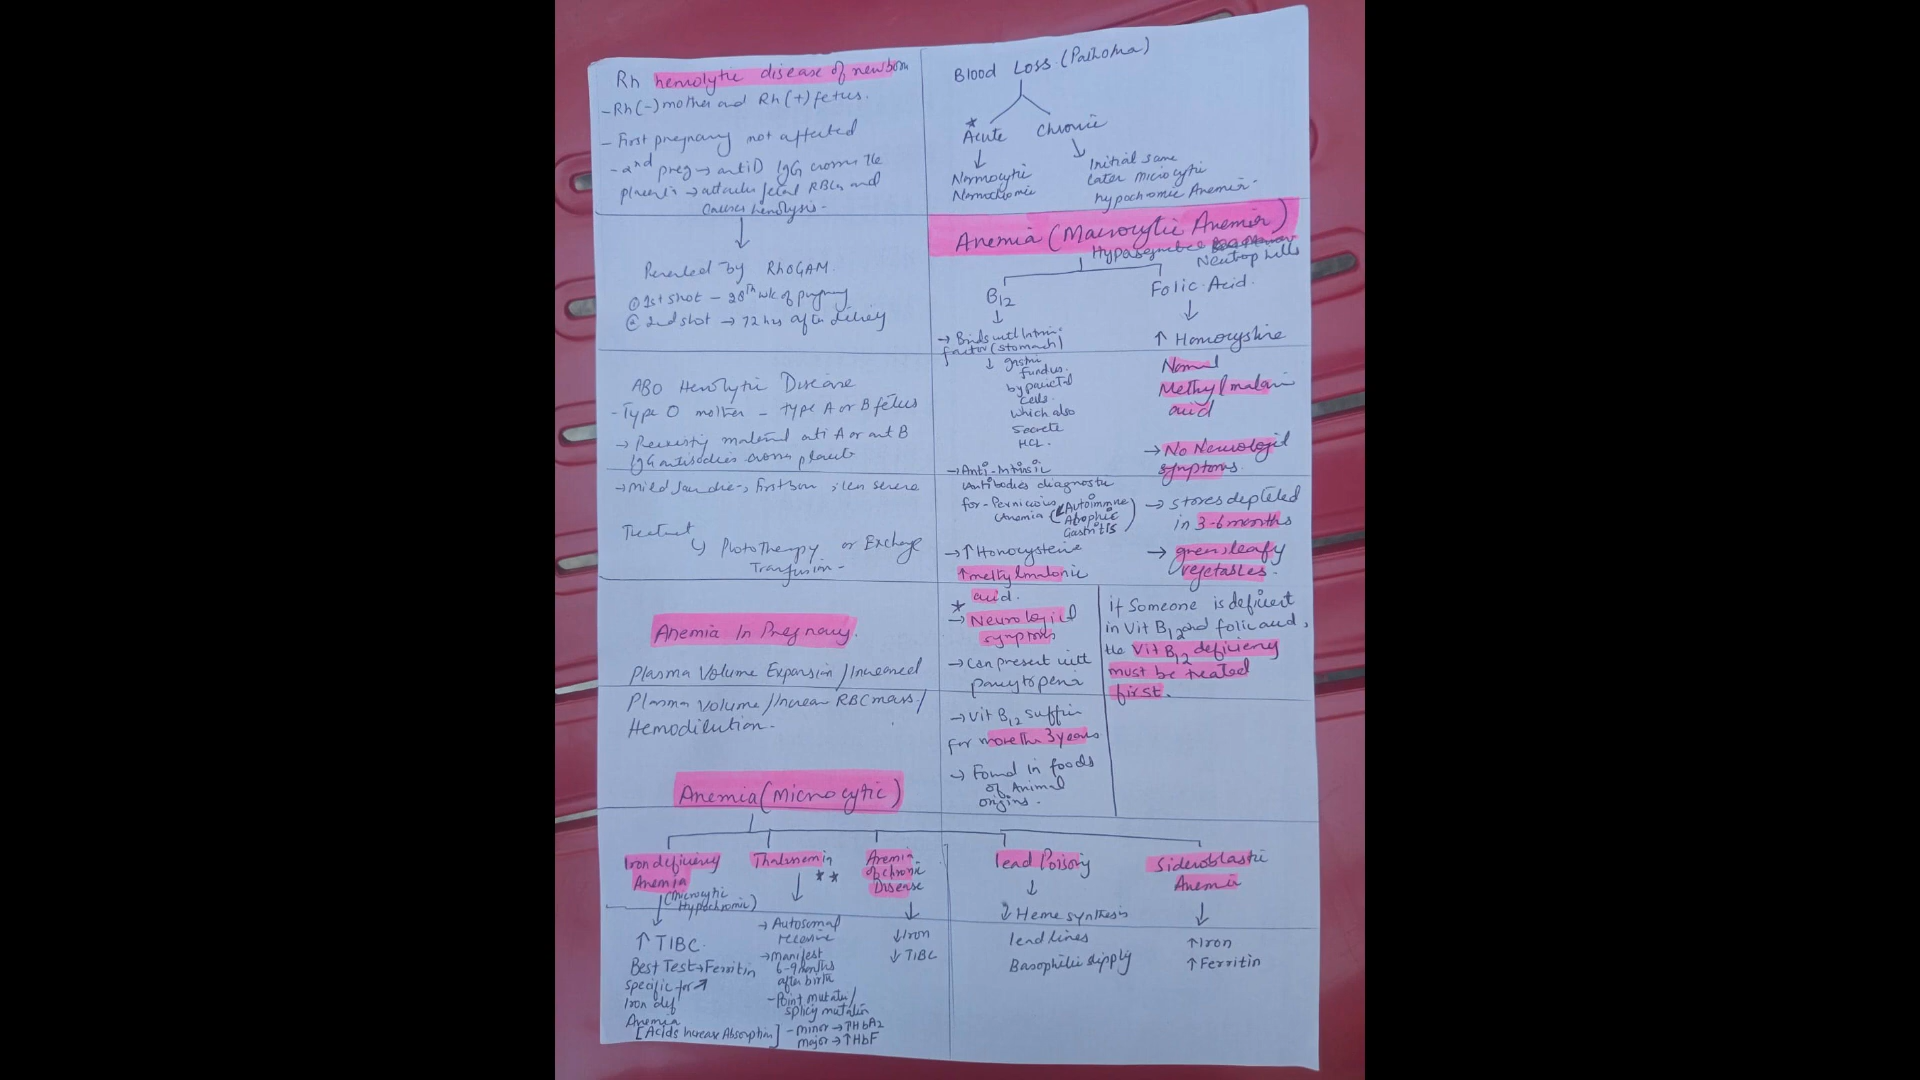 Rh hemolytic disease of newborn
- Rh(-) mother and Rh(+) fetus.
- First pregnancy not affected
- 2nd preg → anti D IgG crosses the
placenta → attacks fetal RBCs and
causes hemolysis -
Prevented by RhOGAM
① 1st shot - 28th wk of pregnancy
② 2nd shot → 72 hrs after delivery
ABO Hemolytic Disease
- Type O mother - type A or B fetus
→ Preexisting maternal anti A or anti B
IgG antibodies cross placenta
→ Mild Jaundice, firstborn, less severe
Treatment
↳ Phototherapy or Exchange
Transfusion -
Anemia In Pregnancy.
Plasma Volume Expansion / Increased
Plasma Volume / Increase RBC mass /
Hemodilution -
Blood Loss (Pathoma)
* Acute
Chronic
↓ Normocytic
Normochromic
Initial same
later microcytic
hypochromic Anemia.
Anemia (Macrocytic Anemia)
Hypersegmented
Neutrophills
B12
↓
→ Binds with Intrinsic
factor (stomach)
↓ gastric
fundus.
by parietal
cells.
which also
secrete
HCL.
→ Anti-Intrinsic
Antibodies diagnostic
for - Pernicious
Anemia (Autoimmune
Atrophic
Gastritis)
→ ↑ Homocysteine
↑ methylmalonic
acid.
* → Neurological
symptoms
→ can present with
pancytopenia
→ Vit B12 suffix
for more than 3 years
→ Found in foods
of Animal
origins.
Folic Acid.
↓
↑ Homocystine
Normal
Methylmalonic
acid
→ No Neurologil
symptoms.
→ stores depleted
in 3-6 months
→ green, leafy
vegetables.
if Someone is deficient
in Vit B12 and folic acid,
the Vit B12 deficiency
must be treated
first.
Anemia (Microcytic)
Iron deficiency
Anemia
(Microcytic
Hypochromic)
↑ TIBC.
Best Test → Ferritin
specific for ↗
Iron def
Anemia
[Acids Increase Absorption]
Thalassemia
↓ * *
→ Autosomal
recessive
→ manifest
6-9 months
after birth
- Point mutation /
splicing mutation
- minor → ↑HbA2
major → ↑HbF
Anemia
of chronic
Disease
↓
↓ Iron
↓ TIBC
lead Poisoning
↓
↓ Heme synthesis
lead lines
Basophilic stippling
Sideroblastic
Anemia
↓
↑ Iron
↑ Ferritin